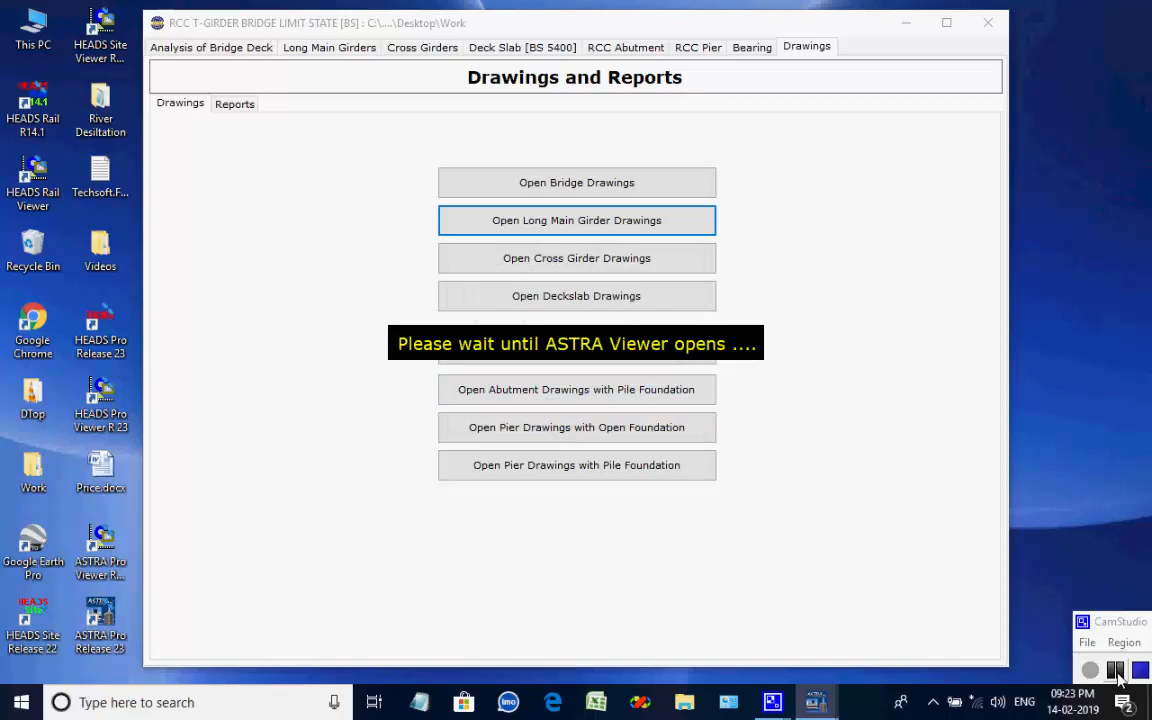 RCC T-GIRDER BRIDGE LIMIT STATE [BS] : C:\....\Desktop\Work
Analysis of Bridge Deck
Long Main Girders
Cross Girders
Deck Slab [BS 5400]
RCC Abutment
RCC Pier
Bearing
Drawings
Drawings and Reports
Drawings
Reports
Open Bridge Drawings
Open Long Main Girder Drawings
Open Cross Girder Drawings
Open Deckslab Drawings
Please wait until ASTRA Viewer opens ....
Open Abutment Drawings with Pile Foundation
Open Pier Drawings with Open Foundation
Open Pier Drawings with Pile Foundation
This PC
HEADS Site
Viewer R...
HEADS Rail
R14.1
River
Desiltation
HEADS Rail
Viewer
Techsoft.F...
Recycle Bin
Videos
Google
Chrome
HEADS Pro
Release 23
DTop
HEADS Pro
Viewer R 23
Work
Price.docx
Google Earth
Pro
ASTRA Pro
Viewer R...
HEADS Site
Release 22
ASTRA Pro
Release 23
CamStudio
File
Region
Type here to search
ENG
09:23 PM
14-02-2019
2